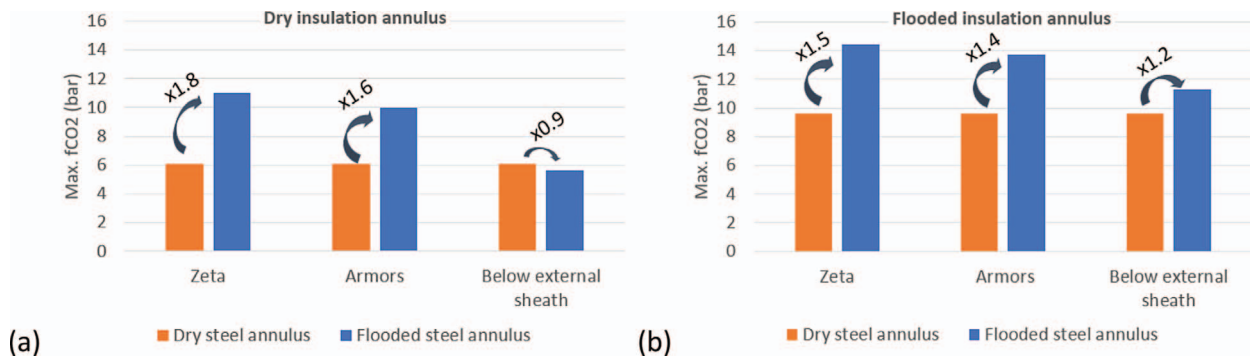 Dry insulation annulus
Max. fCO2 (bar)
16
14
12
10
8
6
4
2
0
x1.8
x1.6
x0.9
Zeta
Armors
Below external
sheath
Dry steel annulus
Flooded steel annulus
(a)
Flooded insulation annulus
Max. fCO2 (bar)
16
14
12
10
8
6
4
2
0
x1.5
x1.4
x1.2
Zeta
Armors
Below external
sheath
Dry steel annulus
Flooded steel annulus
(b)